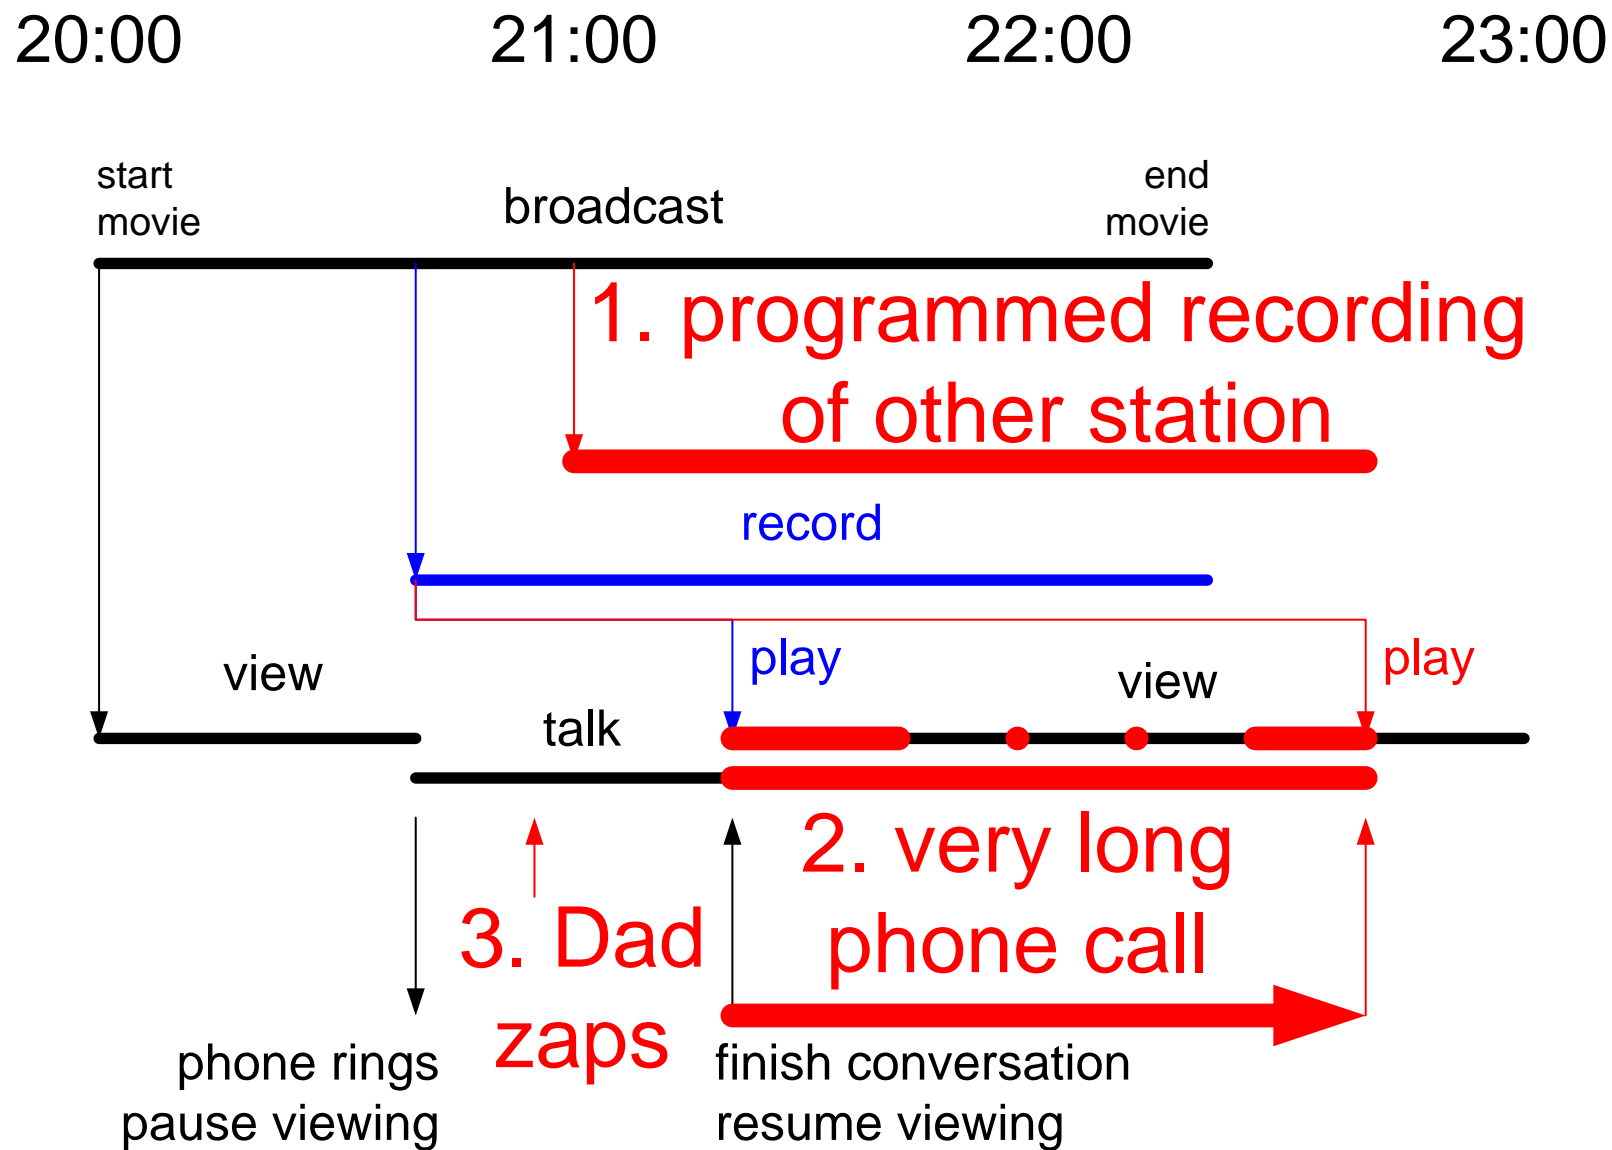 20:00 21:00 22:00 23:00
start
movie
broadcast
end
movie
1. programmed recording
of other station
record
view
play
view
play
talk
2. very long
phone call
3. Dad
zaps
phone rings
pause viewing
finish conversation
resume viewing